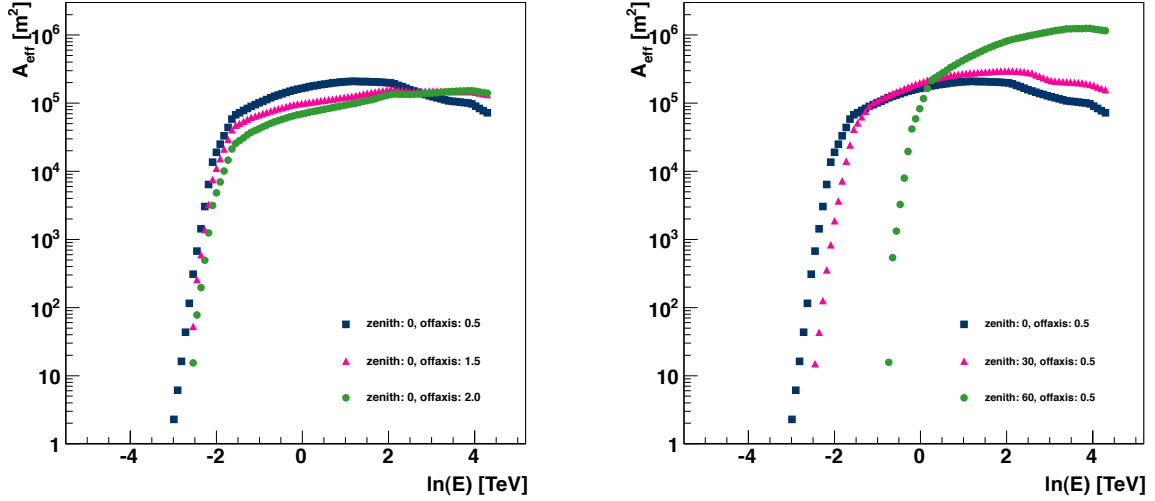 A_eff [m²]
10⁶
10⁵
10⁴
10³
10²
10
1
-4 -2 0 2 4
ln(E) [TeV]
zenith: 0, offaxis: 0.5
zenith: 0, offaxis: 1.5
zenith: 0, offaxis: 2.0
A_eff [m²]
10⁶
10⁵
10⁴
10³
10²
10
1
-4 -2 0 2 4
ln(E) [TeV]
zenith: 0, offaxis: 0.5
zenith: 30, offaxis: 0.5
zenith: 60, offaxis: 0.5